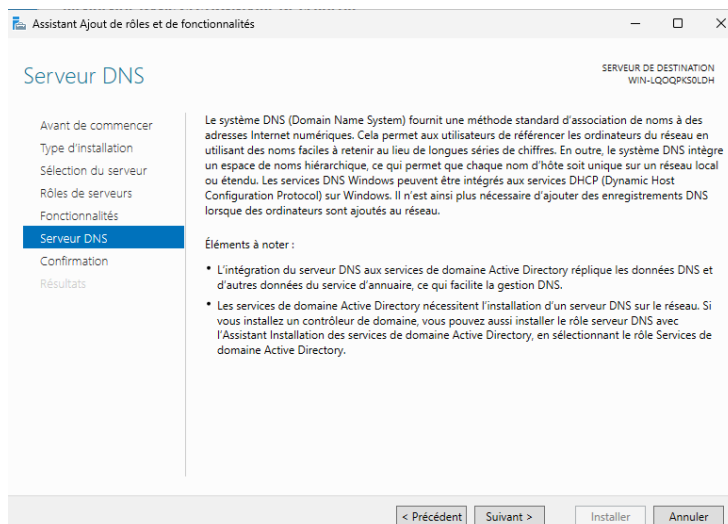 Assistant Ajout de rôles et de fonctionnalités
Serveur DNS
SERVEUR DE DESTINATION
WIN-LQOQPKS0LDH
Avant de commencer
Type d'installation
Sélection du serveur
Rôles de serveurs
Fonctionnalités
Serveur DNS
Confirmation
Résultats
Le système DNS (Domain Name System) fournit une méthode standard d'association de noms à des
adresses Internet numériques. Cela permet aux utilisateurs de référencer les ordinateurs du réseau en
utilisant des noms faciles à retenir au lieu de longues séries de chiffres. En outre, le système DNS intègre
un espace de noms hiérarchique, ce qui permet que chaque nom d'hôte soit unique sur un réseau local
ou étendu. Les services DNS Windows peuvent être intégrés aux services DHCP (Dynamic Host
Configuration Protocol) sur Windows. Il n'est ainsi plus nécessaire d'ajouter des enregistrements DNS
lorsque des ordinateurs sont ajoutés au réseau.
Éléments à noter :
• L'intégration du serveur DNS aux services de domaine Active Directory réplique les données DNS et
d'autres données du service d'annuaire, ce qui facilite la gestion DNS.
• Les services de domaine Active Directory nécessitent l'installation d'un serveur DNS sur le réseau. Si
vous installez un contrôleur de domaine, vous pouvez aussi installer le rôle serveur DNS avec
l'Assistant Installation des services de domaine Active Directory, en sélectionnant le rôle Services de
domaine Active Directory.
< Précédent
Suivant >
Installer
Annuler